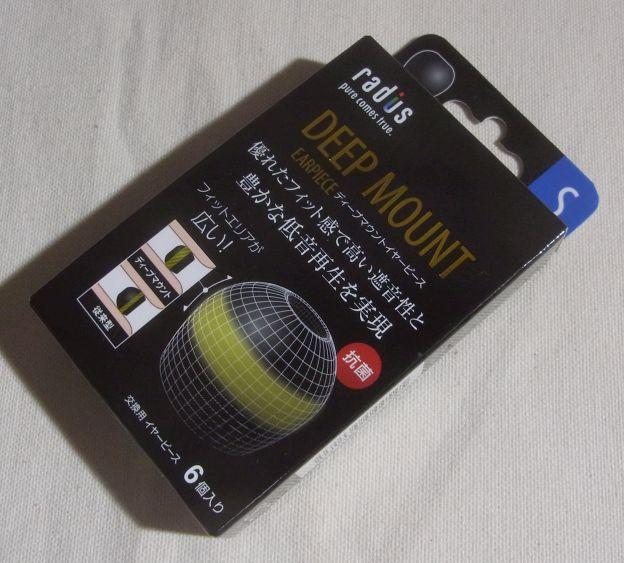 radius
pure comes true.
S
DEEP MOUNT
EARPIECE ディープマウントイヤーピース
優れたフィット感で高い遮音性と
豊かな低音再生を実現
フィットエリアが
広い!
ディープマウント
従来型
抗菌
交換用 イヤーピース 6個入り